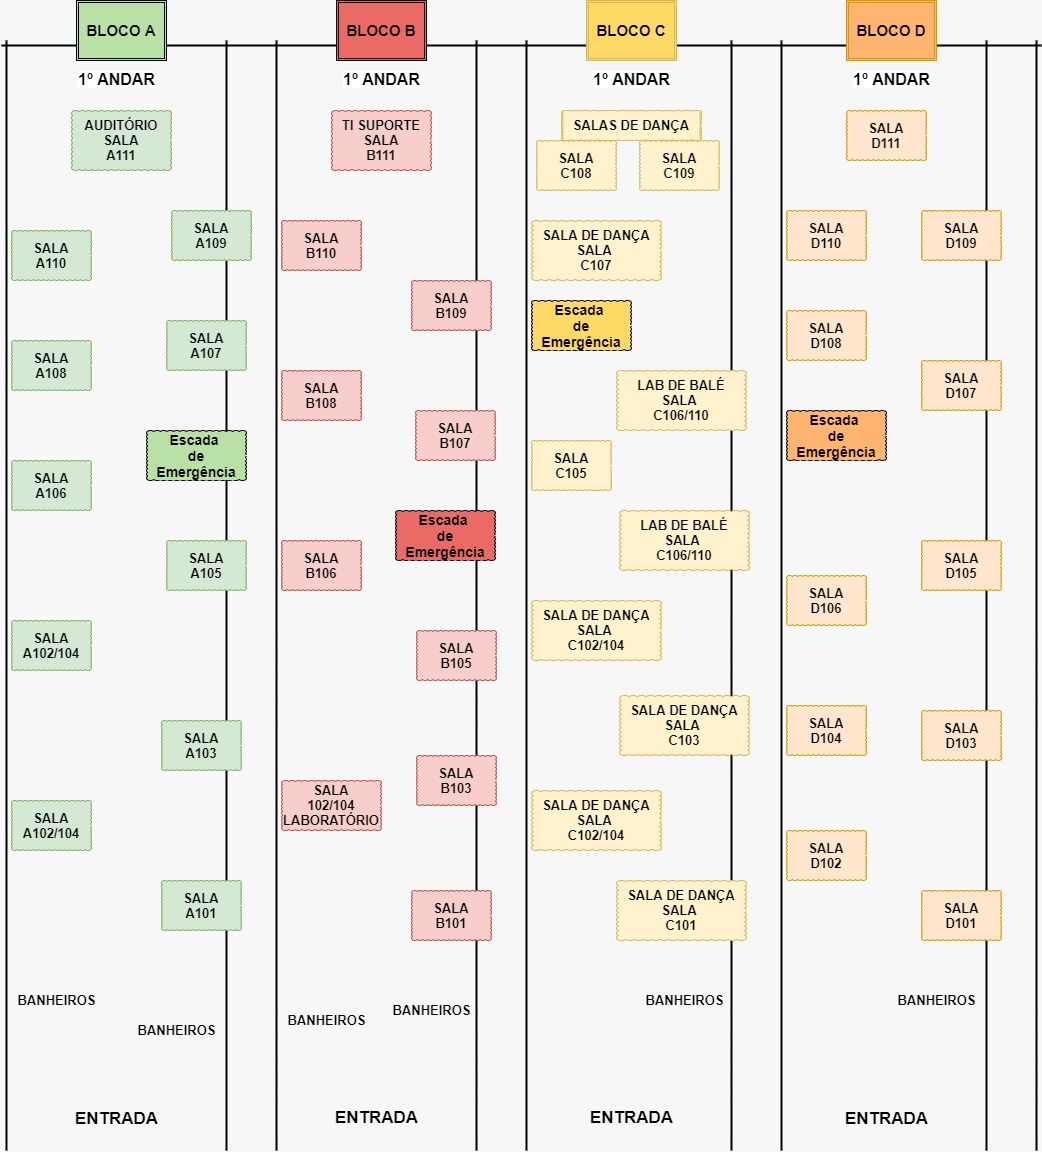 BLOCO A
1º ANDAR
AUDITÓRIO
SALA
A111
SALA
A109
SALA
A110
SALA
A107
SALA
A108
Escada
de
Emergência
SALA
A106
SALA
A105
SALA
A102/104
SALA
A103
SALA
A102/104
SALA
A101
BANHEIROS
BANHEIROS
ENTRADA
BLOCO B
1º ANDAR
TI SUPORTE
SALA
B111
SALA
B110
SALA
B109
SALA
B108
SALA
B107
Escada
de
Emergência
SALA
B106
SALA
B105
SALA
B103
SALA
102/104
LABORATÓRIO
SALA
B101
BANHEIROS
BANHEIROS
ENTRADA
BLOCO C
1º ANDAR
SALAS DE DANÇA
SALA
C108
SALA
C109
SALA DE DANÇA
SALA
C107
Escada
de
Emergência
LAB DE BALÉ
SALA
C106/110
SALA
C105
LAB DE BALÉ
SALA
C106/110
SALA DE DANÇA
SALA
C102/104
SALA DE DANÇA
SALA
C103
SALA DE DANÇA
SALA
C102/104
SALA DE DANÇA
SALA
C101
BANHEIROS
ENTRADA
BLOCO D
1º ANDAR
SALA
D111
SALA
D110
SALA
D109
SALA
D108
SALA
D107
Escada
de
Emergência
SALA
D105
SALA
D106
SALA
D104
SALA
D103
SALA
D102
SALA
D101
BANHEIROS
ENTRADA